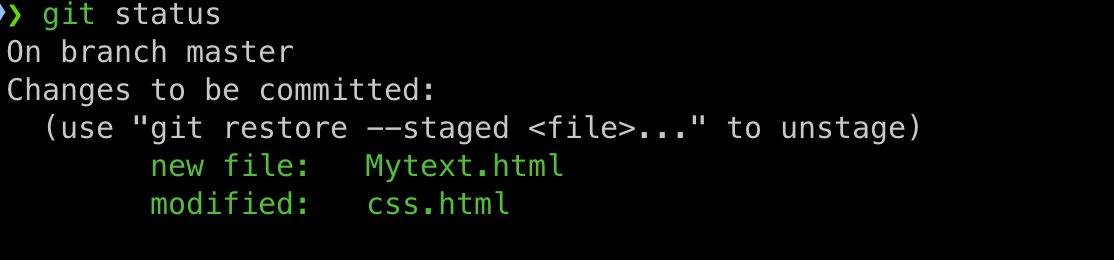 ❯ git status
On branch master
Changes to be committed:
  (use "git restore --staged <file>..." to unstage)
        new file:   Mytext.html
        modified:   css.html